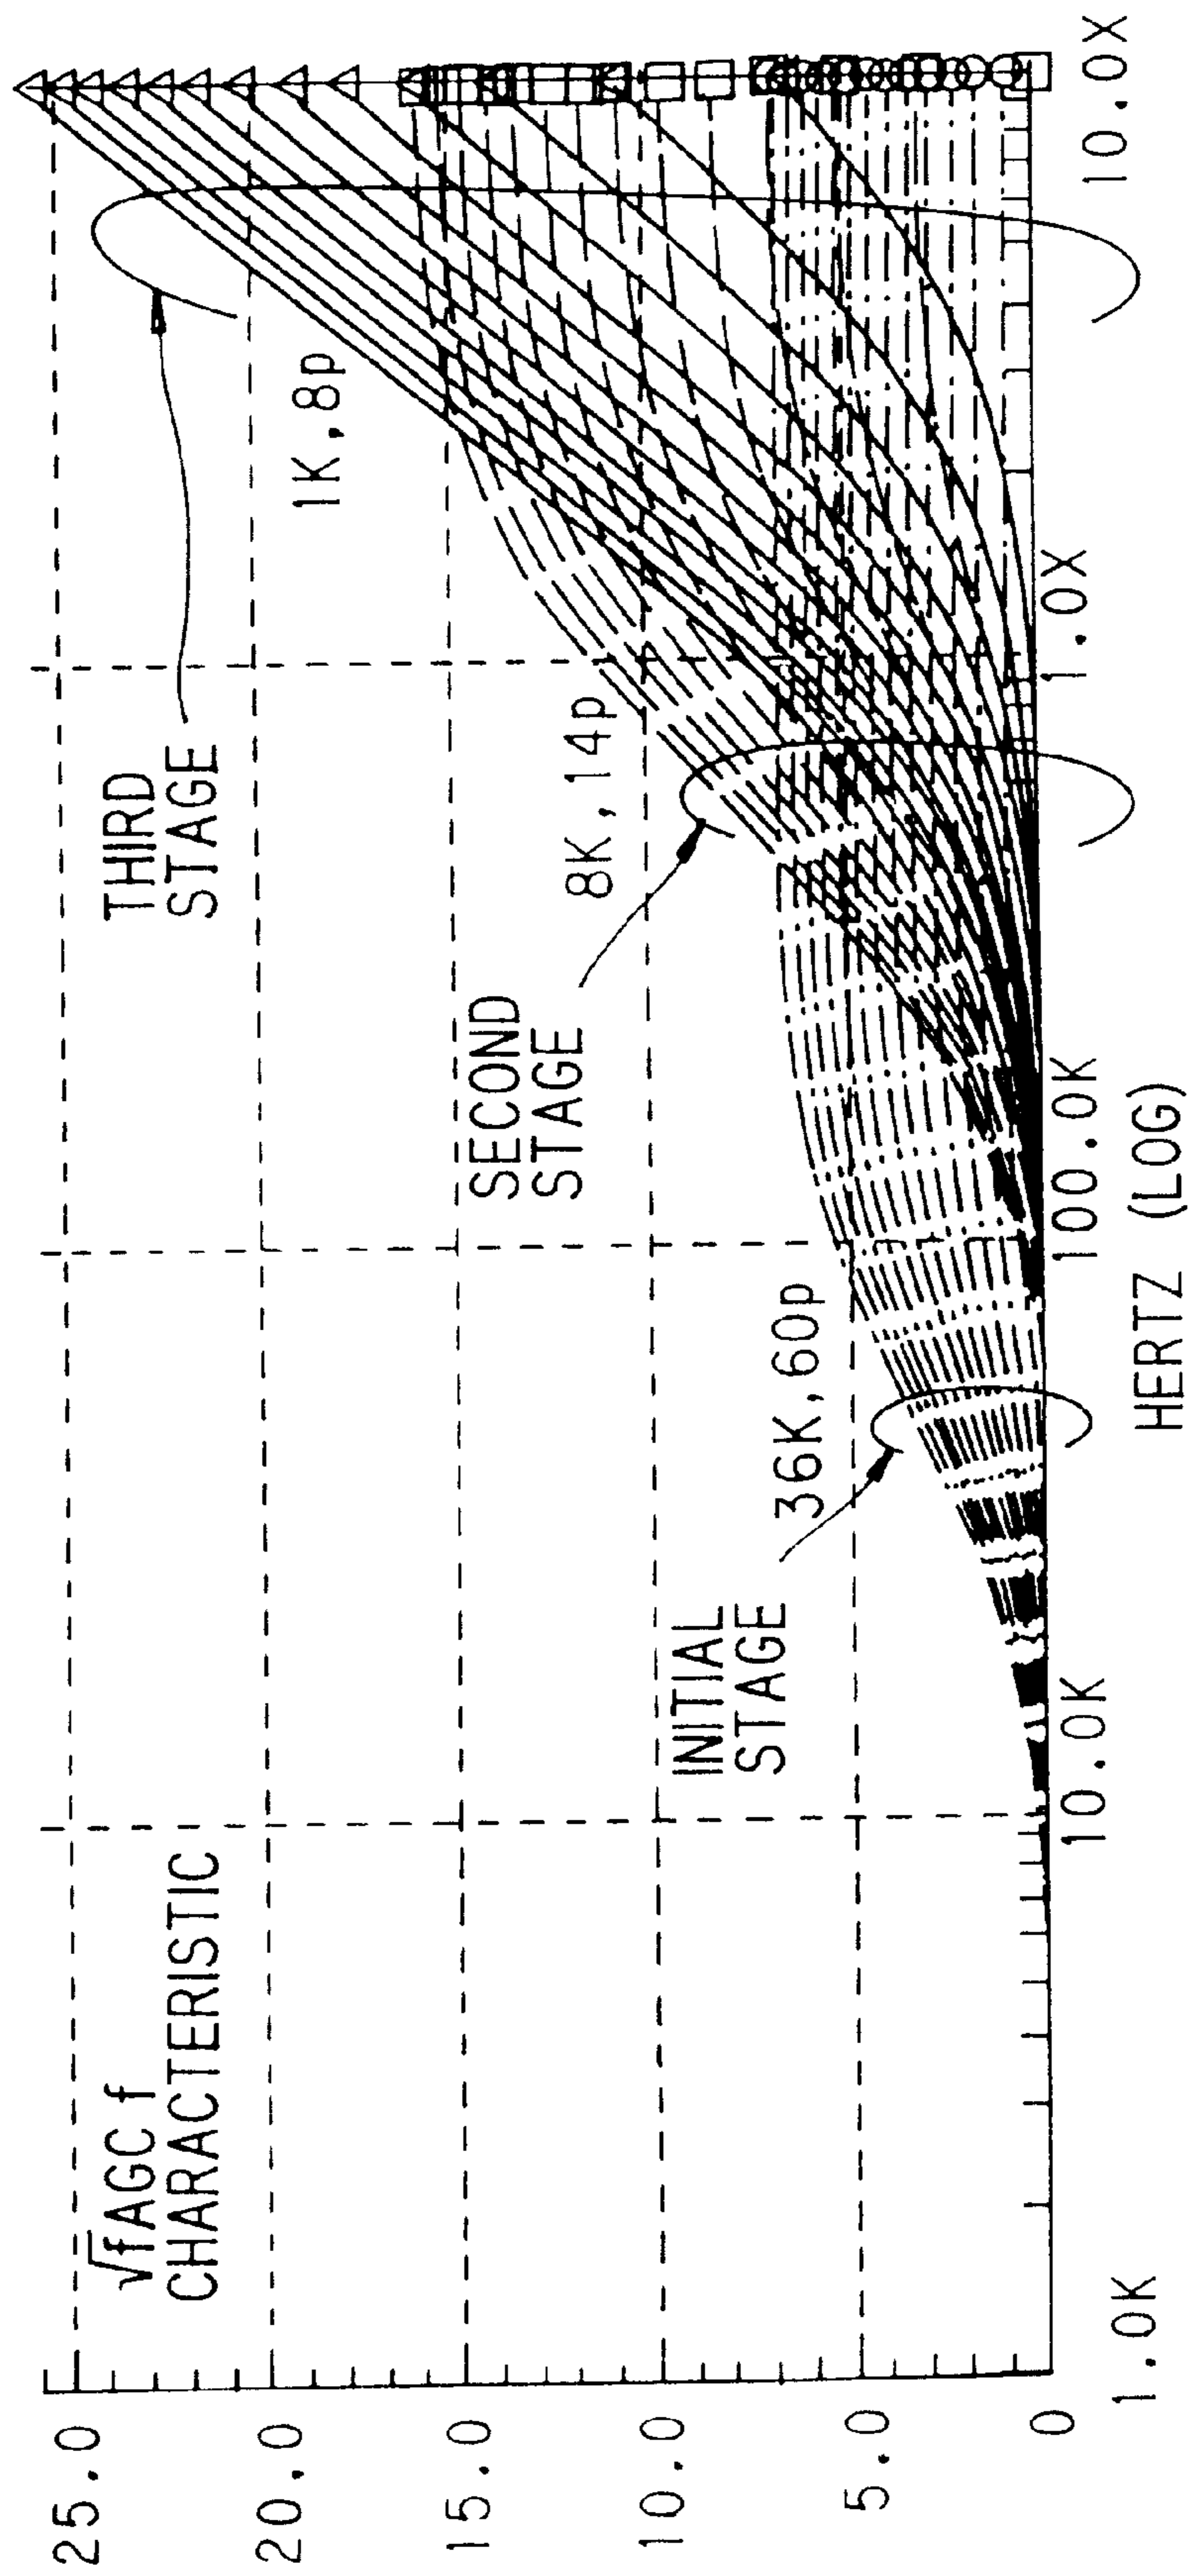 √fAGC f
CHARACTERISTIC
THIRD
STAGE
1K,8p
SECOND
STAGE
8K,14p
INITIAL
STAGE
36K,60p
25.0
20.0
15.0
10.0
5.0
0
1.0K
10.0K
100.0K
1.0X
10.0X
HERTZ (LOG)